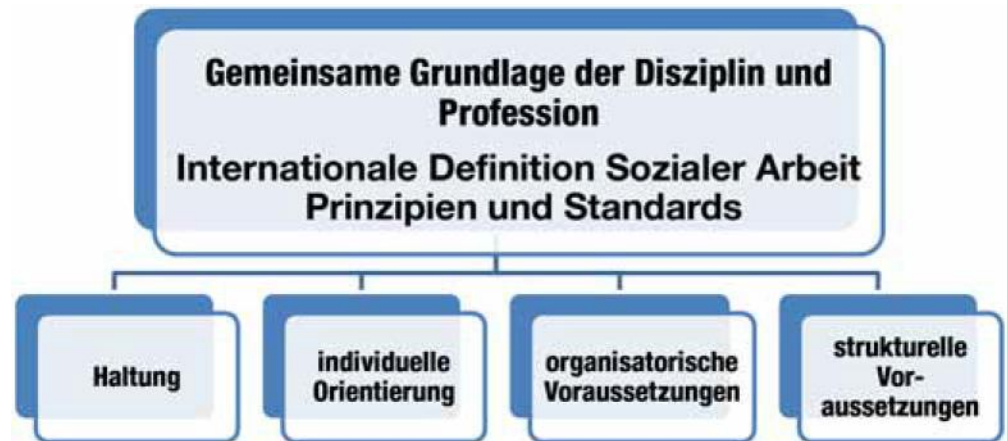 Gemeinsame Grundlage der Disziplin und
Profession
Internationale Definition Sozialer Arbeit
Prinzipien und Standards
Haltung
individuelle
Orientierung
organisatorische
Voraussetzungen
strukturelle
Vor-
aussetzungen